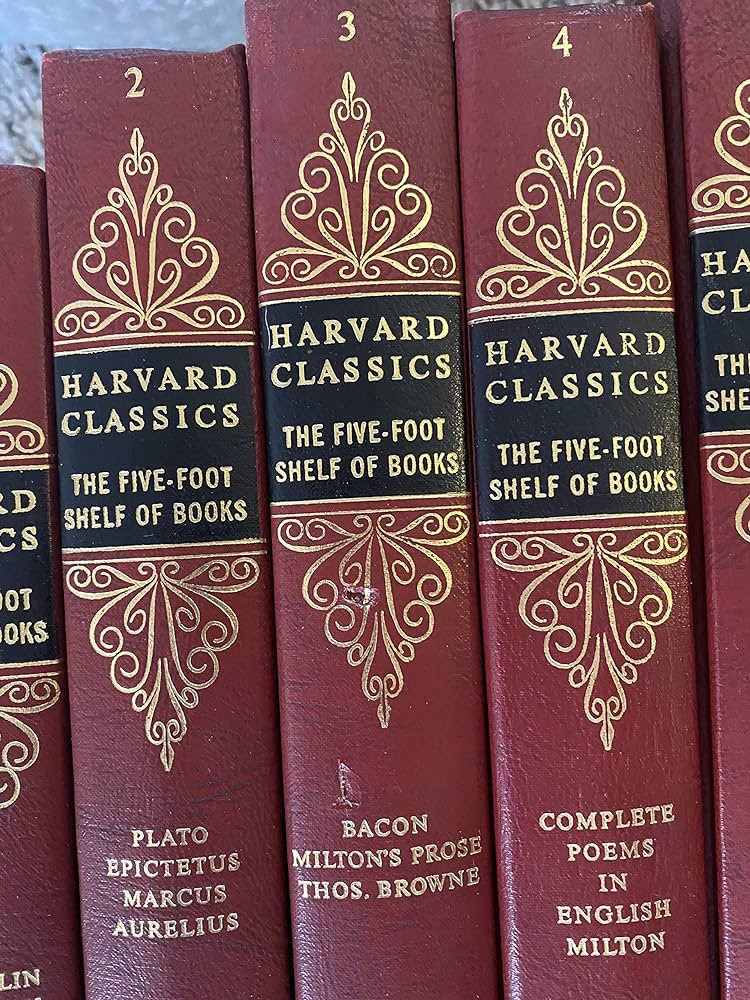 2
HARVARD
CLASSICS
THE FIVE-FOOT
SHELF OF BOOKS
PLATO
EPICTETUS
MARCUS
AURELIUS
3
HARVARD
CLASSICS
THE FIVE-FOOT
SHELF OF BOOKS
BACON
MILTON'S PROSE
THOS. BROWNE
4
HARVARD
CLASSICS
THE FIVE-FOOT
SHELF OF BOOKS
COMPLETE
POEMS
IN
ENGLISH
MILTON